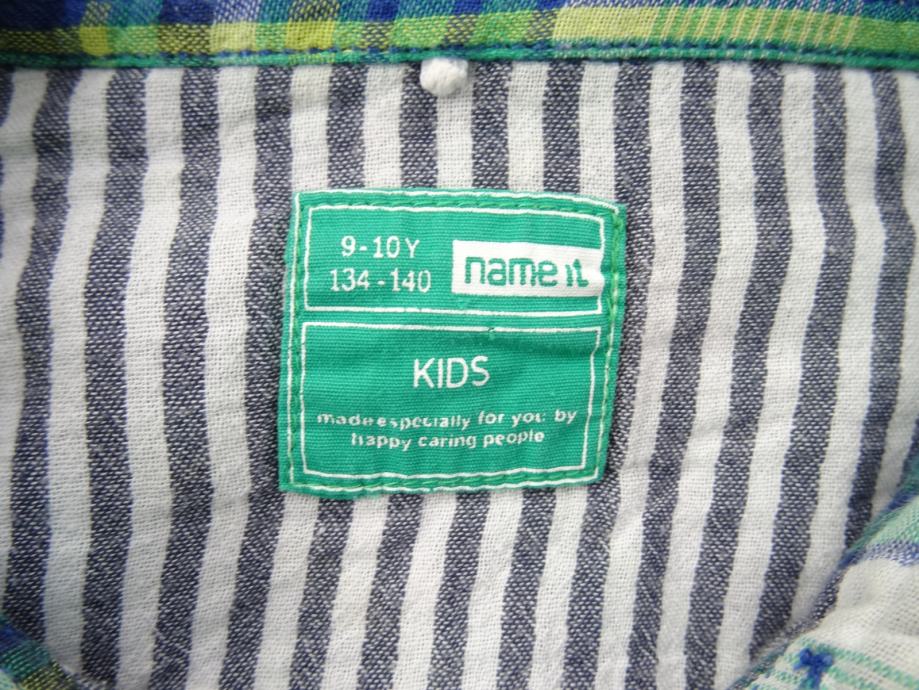 9-10Y
134-140
name it
KIDS
made especially for you by
happy caring people